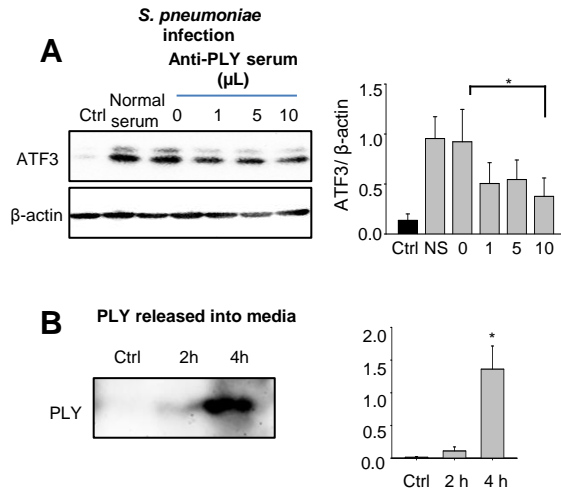 S. pneumoniae
infection
A
Anti-PLY serum
(µL)
Ctrl Normal serum 0 1 5 10
ATF3
β-actin
ATF3/ β-actin
1.5
1.0
0.5
0.0
*
Ctrl NS 0 1 5 10
B PLY released into media
Ctrl 2h 4h
PLY
2.0
1.5
1.0
0.5
0.0
*
Ctrl 2 h 4 h